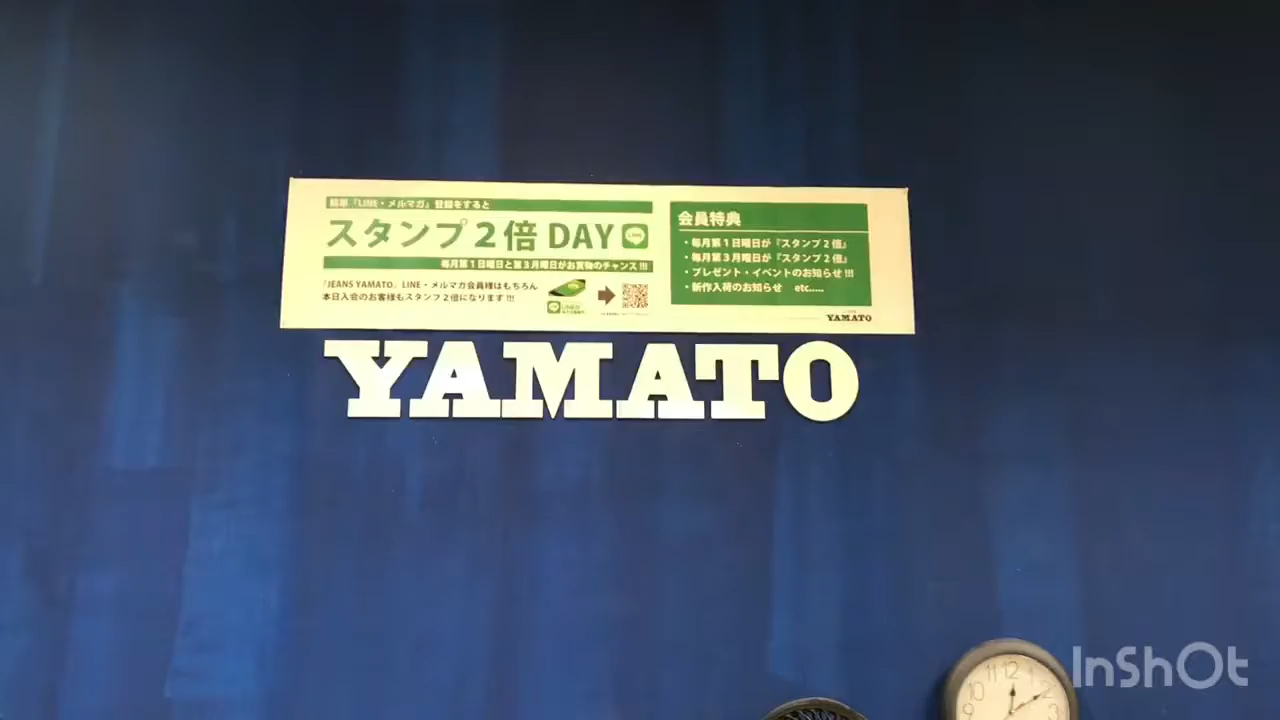 簡単『LINE・メルマガ』登録をすると
スタンプ2倍 DAY
毎月第1日曜日と第3月曜日がお買物のチャンス!!!
『JEANS YAMATO』LINE・メルマガ会員様はもちろん
本日入会のお客様もスタンプ2倍になります!!!
会員特典
・毎月第1日曜日が『スタンプ2倍』
・毎月第3月曜日が『スタンプ2倍』
・プレゼント・イベントのお知らせ!!!
・新作入荷のお知らせ etc.....
YAMATO
YAMATO
11 12
10
2
3
InShOt